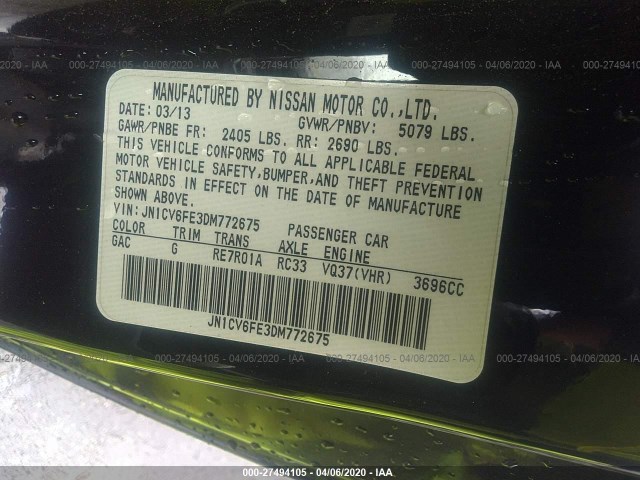 000-27494105 - 04/06/2020 - IAA
MANUFACTURED BY NISSAN MOTOR CO.,LTD.
DATE: 03/13 GVWR/PNBV: 5079 LBS.
GAWR/PNBE FR: 2405 LBS. RR: 2690 LBS.
THIS VEHICLE CONFORMS TO ALL APPLICABLE FEDERAL
MOTOR VEHICLE SAFETY,BUMPER,AND THEFT PREVENTION
STANDARDS IN EFFECT ON THE DATE OF MANUFACTURE
SHOWN ABOVE.
VIN: JN1CV6FE3DM772675 PASSENGER CAR
COLOR TRIM TRANS AXLE ENGINE
GAC G RE7R01A RC33 VQ37(VHR) 3696CC
JN1CV6FE3DM772675
000-27494105 - 04/06/2020 - IAA
000-27494105 - 04/06/2020 - IAA